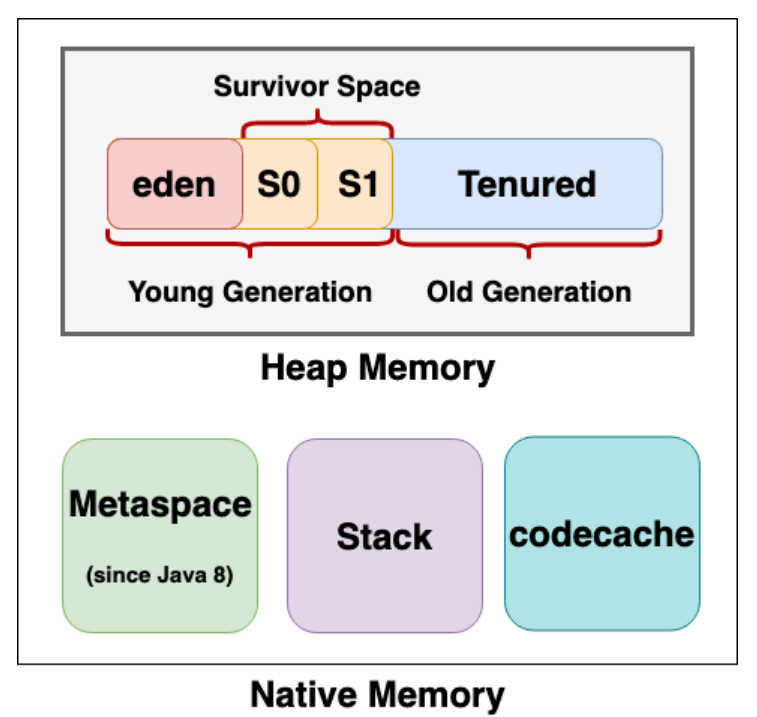 Survivor Space
eden S0 S1 Tenured
Young Generation Old Generation
Heap Memory
Metaspace
(since Java 8)
Stack
codecache
Native Memory